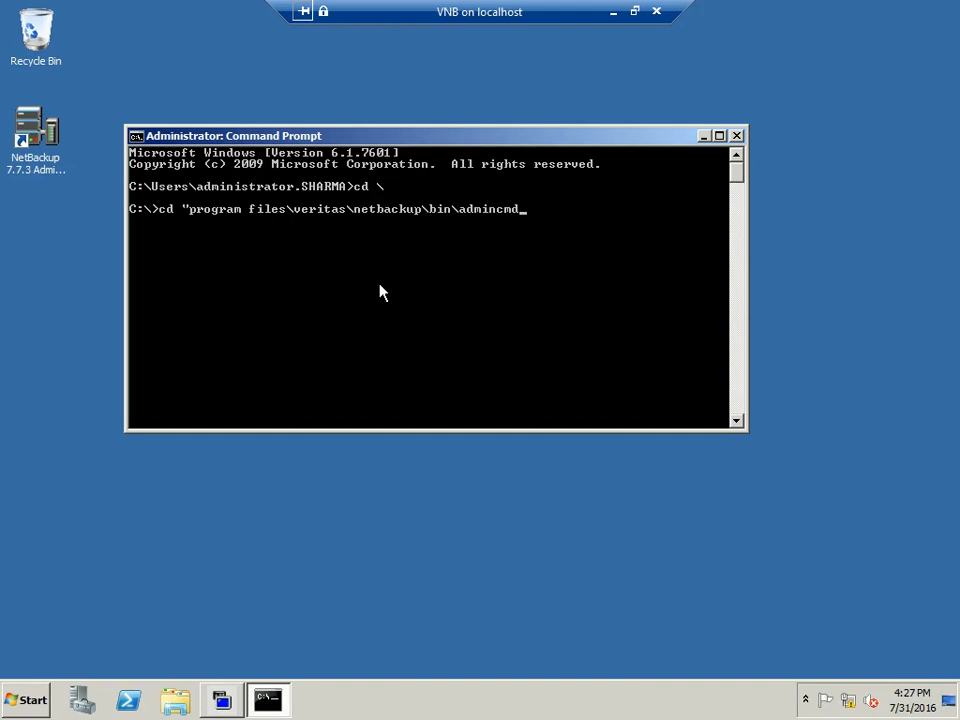 VNB on localhost
Recycle Bin
NetBackup
7.7.3 Admi...
Administrator: Command Prompt
Microsoft Windows [Version 6.1.7601]
Copyright (c) 2009 Microsoft Corporation.  All rights reserved.
C:\Users\administrator.SHARMA>cd \
C:\>cd "program files\veritas\netbackup\bin\admincmd_
Start
4:27 PM
7/31/2016